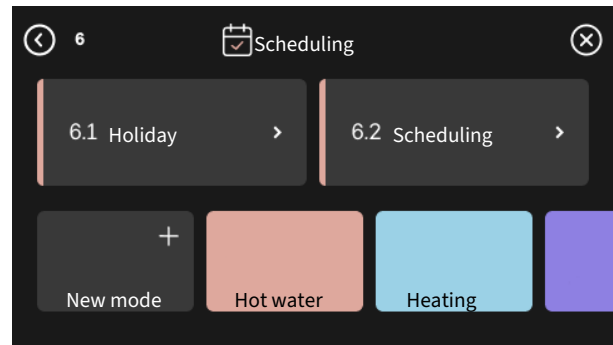 6 Scheduling
6.1 Holiday 6.2 Scheduling
New mode Hot water Heating